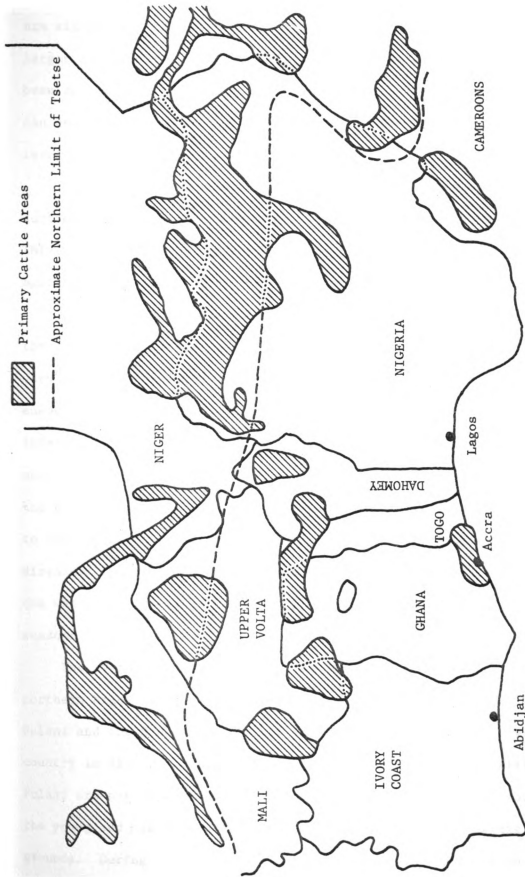 Primary Cattle Areas
Approximate Northern Limit of Tsetse
NIGER
MALI
UPPER
VOLTA
DAHOMEY
NIGERIA
CAMEROONS
IVORY
COAST
GHANA
TOGO
Accra
Lagos
Abidjan